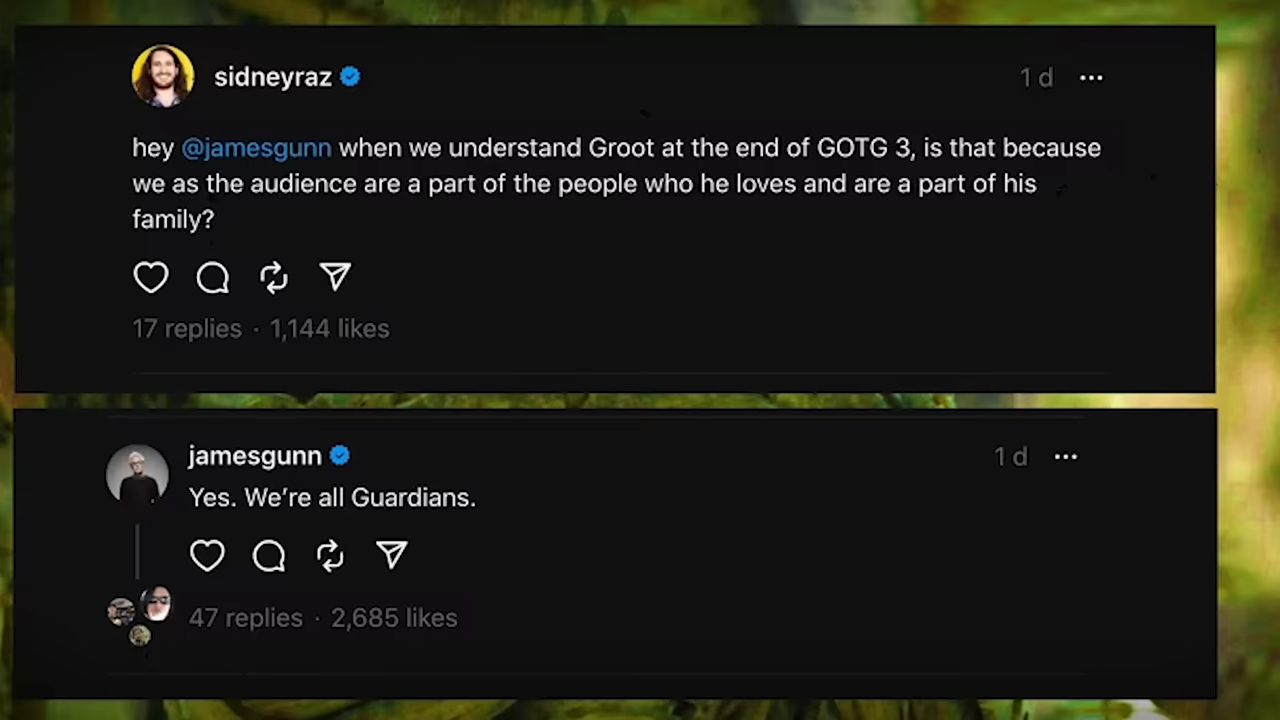 sidneyraz
1 d
hey @jamesgunn when we understand Groot at the end of GOTG 3, is that because
we as the audience are a part of the people who he loves and are a part of his
family?
17 replies · 1,144 likes
jamesgunn
1 d
Yes. We’re all Guardians.
47 replies · 2,685 likes